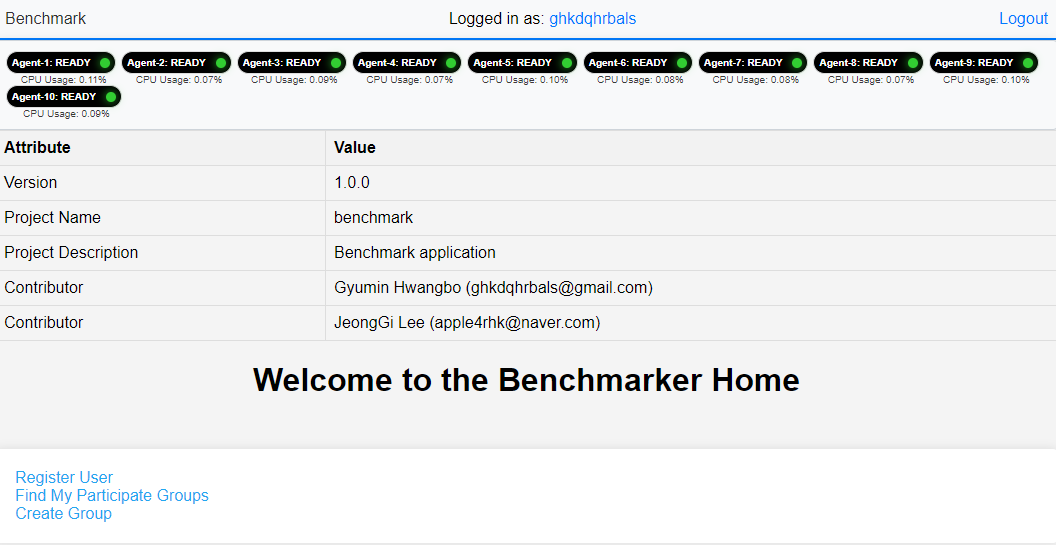 Benchmark Logged in as: ghkdqhrbals Logout
Agent-1: READY Agent-2: READY Agent-3: READY Agent-4: READY Agent-5: READY Agent-6: READY Agent-7: READY Agent-8: READY Agent-9: READY
CPU Usage: 0.11% CPU Usage: 0.07% CPU Usage: 0.09% CPU Usage: 0.07% CPU Usage: 0.10% CPU Usage: 0.08% CPU Usage: 0.08% CPU Usage: 0.07% CPU Usage: 0.10%
Agent-10: READY
CPU Usage: 0.09%
Attribute Value
Version 1.0.0
Project Name benchmark
Project Description Benchmark application
Contributor Gyumin Hwangbo (ghkdqhrbals@gmail.com)
Contributor JeongGi Lee (apple4rhk@naver.com)
Welcome to the Benchmarker Home
Register User
Find My Participate Groups
Create Group